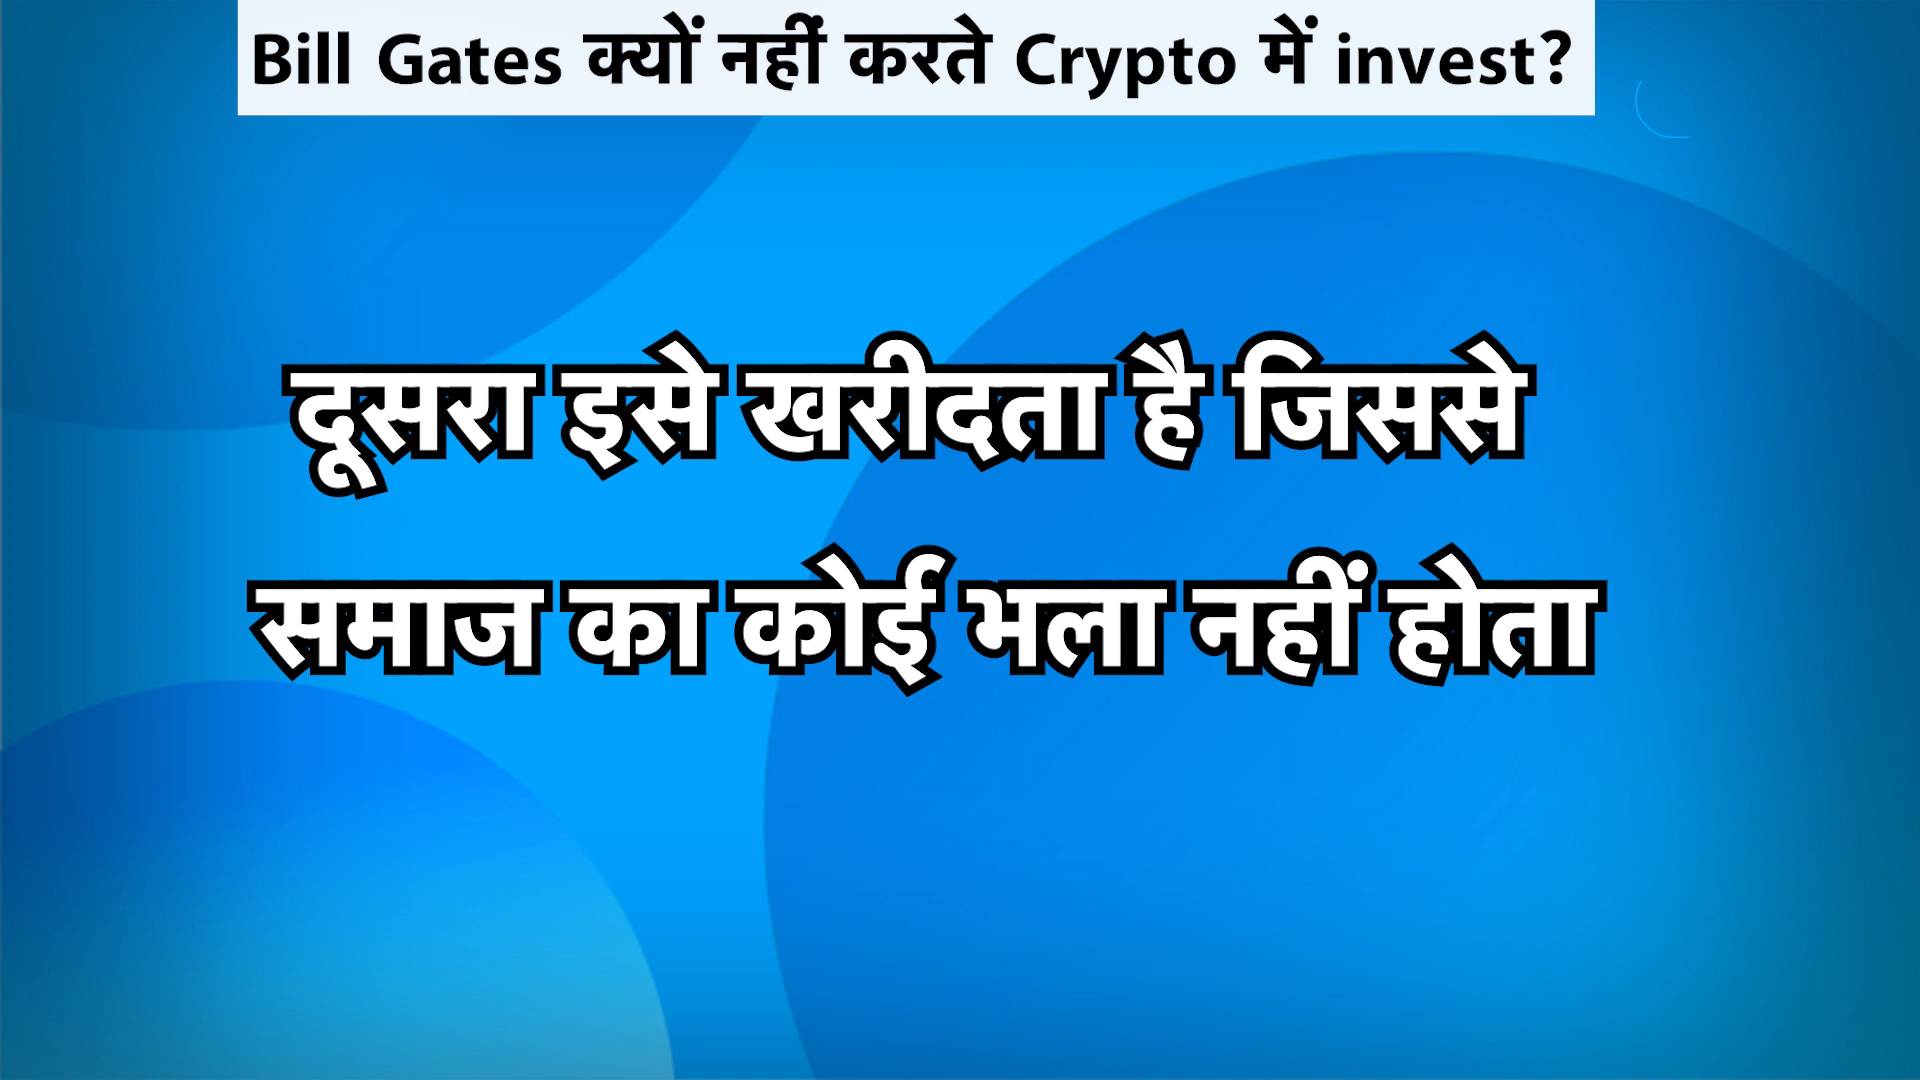 Bill Gates क्यों नहीं करते Crypto में invest?
दूसरा इसे खरीदता है जिससे
समाज का कोई भला नहीं होता